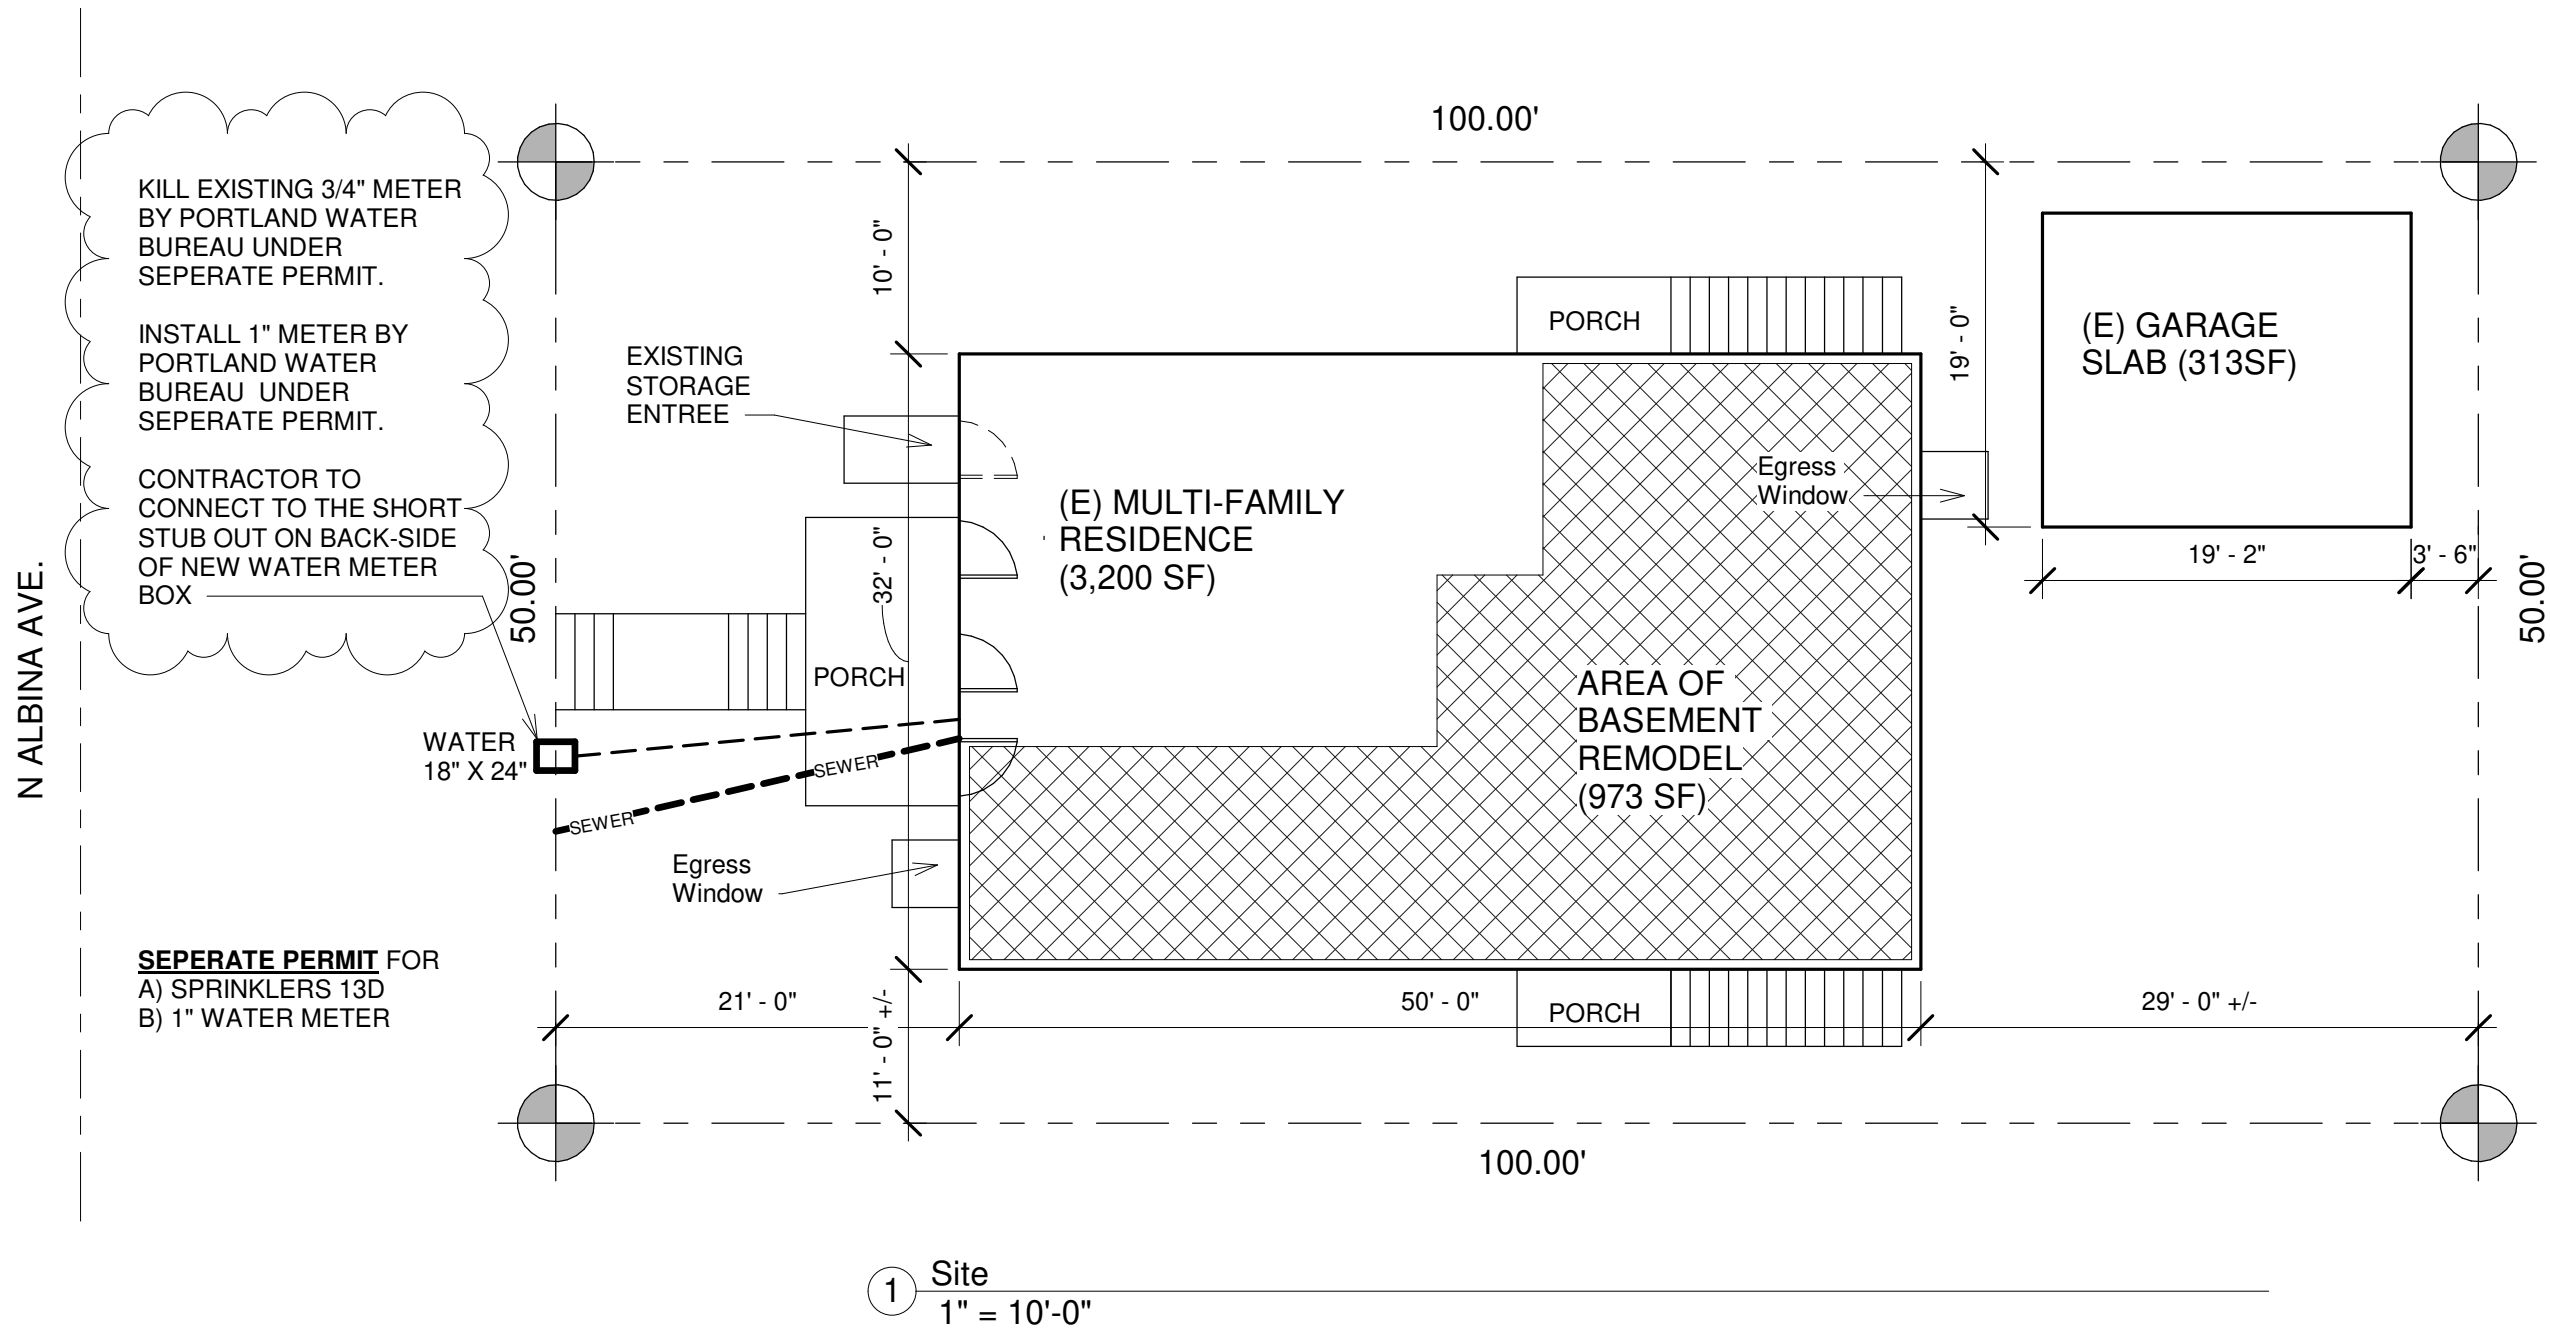 100.00'
KILL EXISTING 3/4" METER
BY PORTLAND WATER
BUREAU UNDER
SEPERATE PERMIT.
INSTALL 1" METER BY
PORTLAND WATER
BUREAU UNDER
SEPERATE PERMIT.
CONTRACTOR TO
CONNECT TO THE SHORT
STUB OUT ON BACK-SIDE
OF NEW WATER METER
BOX
N ALBINA AVE.
50.00'
10' - 0"
EXISTING
STORAGE
ENTREE
PORCH
19' - 0"
(E) GARAGE
SLAB (313SF)
Egress
Window
(E) MULTI-FAMILY
RESIDENCE
(3,200 SF)
32' - 0"
19' - 2"
3' - 6"
50.00'
PORCH
AREA OF
BASEMENT
REMODEL
(973 SF)
WATER
18" X 24"
SEWER
SEWER
Egress
Window
SEPERATE PERMIT FOR
A) SPRINKLERS 13D
B) 1" WATER METER
21' - 0"
11' - 0" +/-
50' - 0"
PORCH
29' - 0" +/-
100.00'
1
Site
1" = 10'-0"